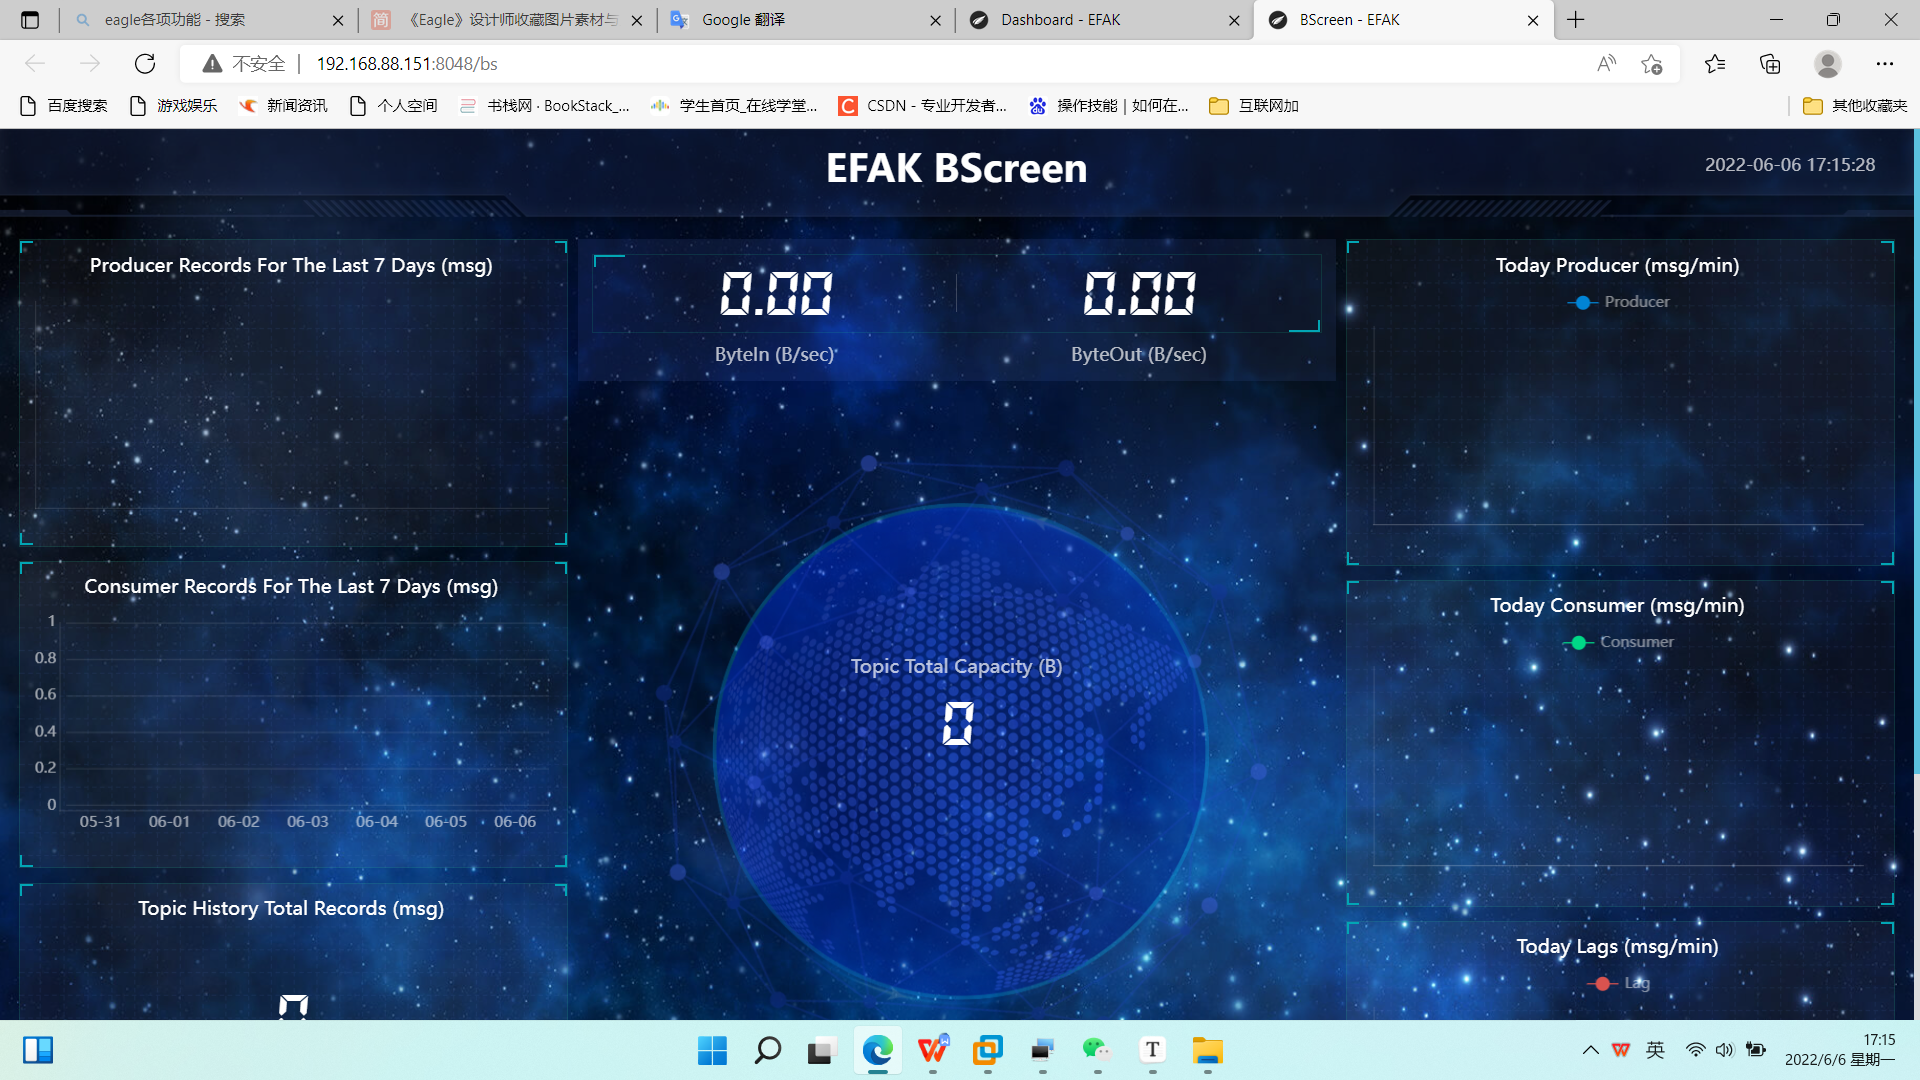 eagle各项功能 - 搜索
《Eagle》设计师收藏图片素材与
Google 翻译
Dashboard - EFAK
BScreen - EFAK
不安全
192.168.88.151:8048/bs
百度搜索
游戏娱乐
新闻资讯
个人空间
书栈网 · BookStack_...
学生首页_在线学堂...
CSDN - 专业开发者...
操作技能 | 如何在...
互联网加
其他收藏夹
EFAK BScreen
2022-06-06 17:15:28
Producer Records For The Last 7 Days (msg)
0.00
0.00
ByteIn (B/sec)
ByteOut (B/sec)
Today Producer (msg/min)
Producer
Consumer Records For The Last 7 Days (msg)
1
0.8
0.6
0.4
0.2
0
05-31
06-01
06-02
06-03
06-04
06-05
06-06
Topic Total Capacity (B)
0
Today Consumer (msg/min)
Consumer
Topic History Total Records (msg)
0
Today Lags (msg/min)
Lag
英
17:15
2022/6/6 星期一